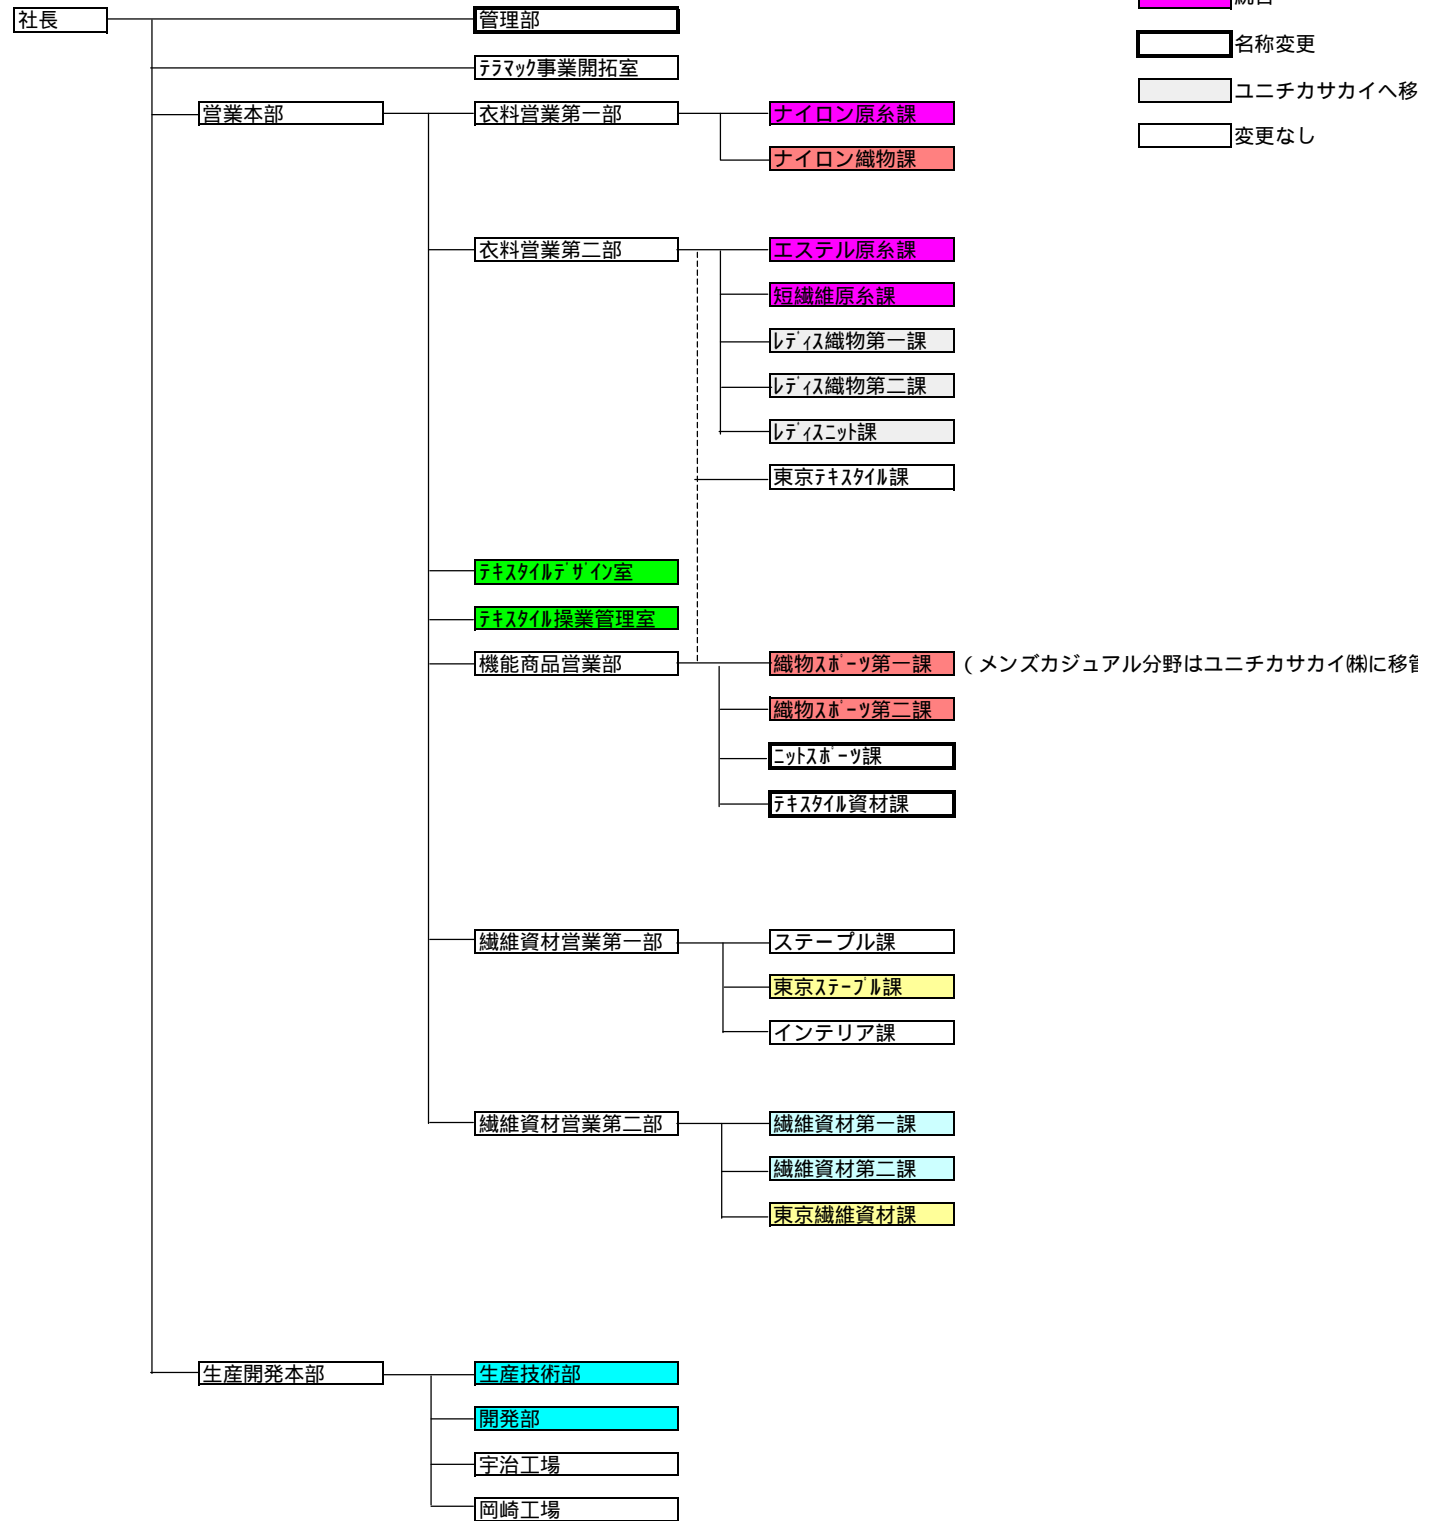 社長
管理部
名称変更
ﾃﾗﾏｯｸ事業開拓室
ユニチカサカイへ移
営業本部
衣料営業第一部
ナイロン原糸課
変更なし
ナイロン織物課
衣料営業第二部
エステル原糸課
短繊維原糸課
ﾚﾃﾞｨｽ織物第一課
ﾚﾃﾞｨｽ織物第二課
ﾚﾃﾞｨｽﾆｯﾄ課
東京ﾃｷｽﾀｲﾙ課
ﾃｷｽﾀｲﾙﾃﾞｻﾞｲﾝ室
ﾃｷｽﾀｲﾙ操業管理室
機能商品営業部
織物ｽﾎﾟｰﾂ第一課
(メンズカジュアル分野はユニチカサカイ㈱に移
織物ｽﾎﾟｰﾂ第二課
ﾆｯﾄｽﾎﾟｰﾂ課
ﾃｷｽﾀｲﾙ資材課
繊維資材営業第一部
ステープル課
東京ｽﾃｰﾌﾟﾙ課
インテリア課
繊維資材営業第二部
繊維資材第一課
繊維資材第二課
東京繊維資材課
生産開発本部
生産技術部
開発部
宇治工場
岡崎工場